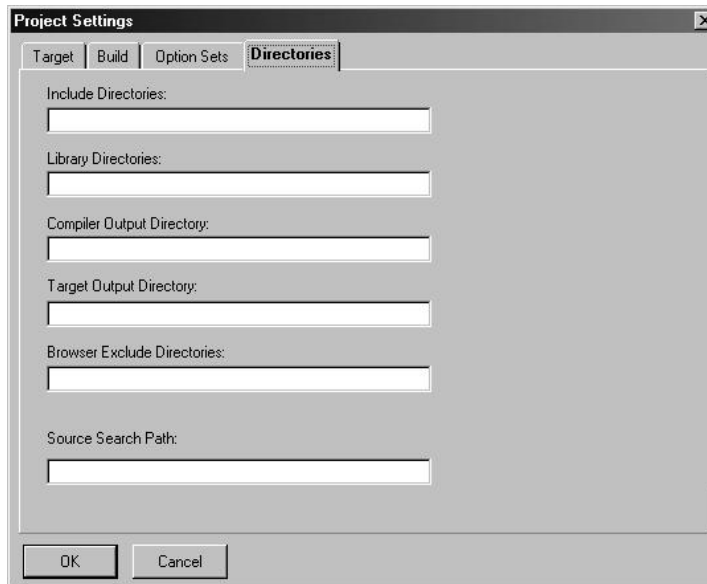 Project Settings
Target Build Option Sets Directories
Include Directories:
Library Directories:
Compiler Output Directory:
Target Output Directory:
Browser Exclude Directories:
Source Search Path:
OK Cancel